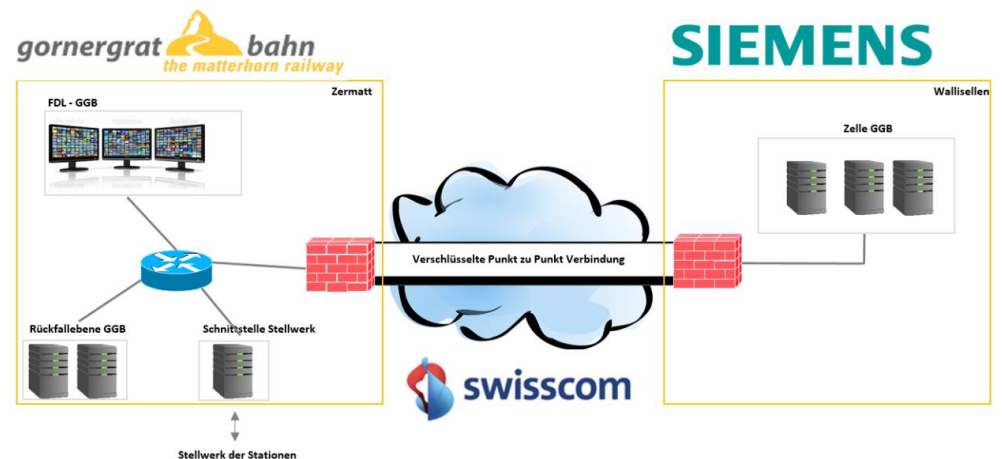 gornergrat bahn
the matterhorn railway
SIEMENS
Zermatt
FDL - GGB
Wallisellen
Zelle GGB
Verschlüsselte Punkt zu Punkt Verbindung
Rückfallebene GGB
Schnittstelle Stellwerk
swisscom
Stellwerk der Stationen